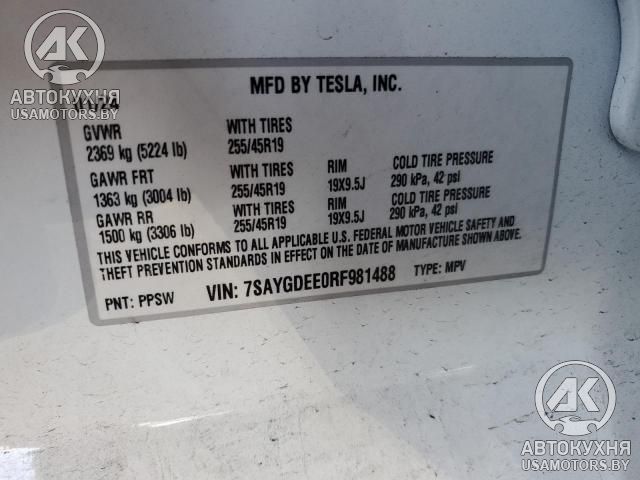 АК
АВТОКУХНЯ
USAMOTORS.BY
MFD BY TESLA, INC.
GVWR
2369 kg (5224 lb)
WITH TIRES
255/45R19
GAWR FRT
1363 kg (3004 lb)
WITH TIRES
255/45R19
RIM
19X9.5J
COLD TIRE PRESSURE
290 kPa, 42 psi
GAWR RR
1500 kg (3306 lb)
WITH TIRES
255/45R19
RIM
19X9.5J
COLD TIRE PRESSURE
290 kPa, 42 psi
THIS VEHICLE CONFORMS TO ALL APPLICABLE U.S. FEDERAL MOTOR VEHICLE SAFETY AND
THEFT PREVENTION STANDARDS IN EFFECT ON THE DATE OF MANUFACTURE SHOWN ABOVE.
PNT: PPSW VIN: 7SAYGDEE0RF981488 TYPE: MPV
АК
АВТОКУХНЯ
USAMOTORS.BY